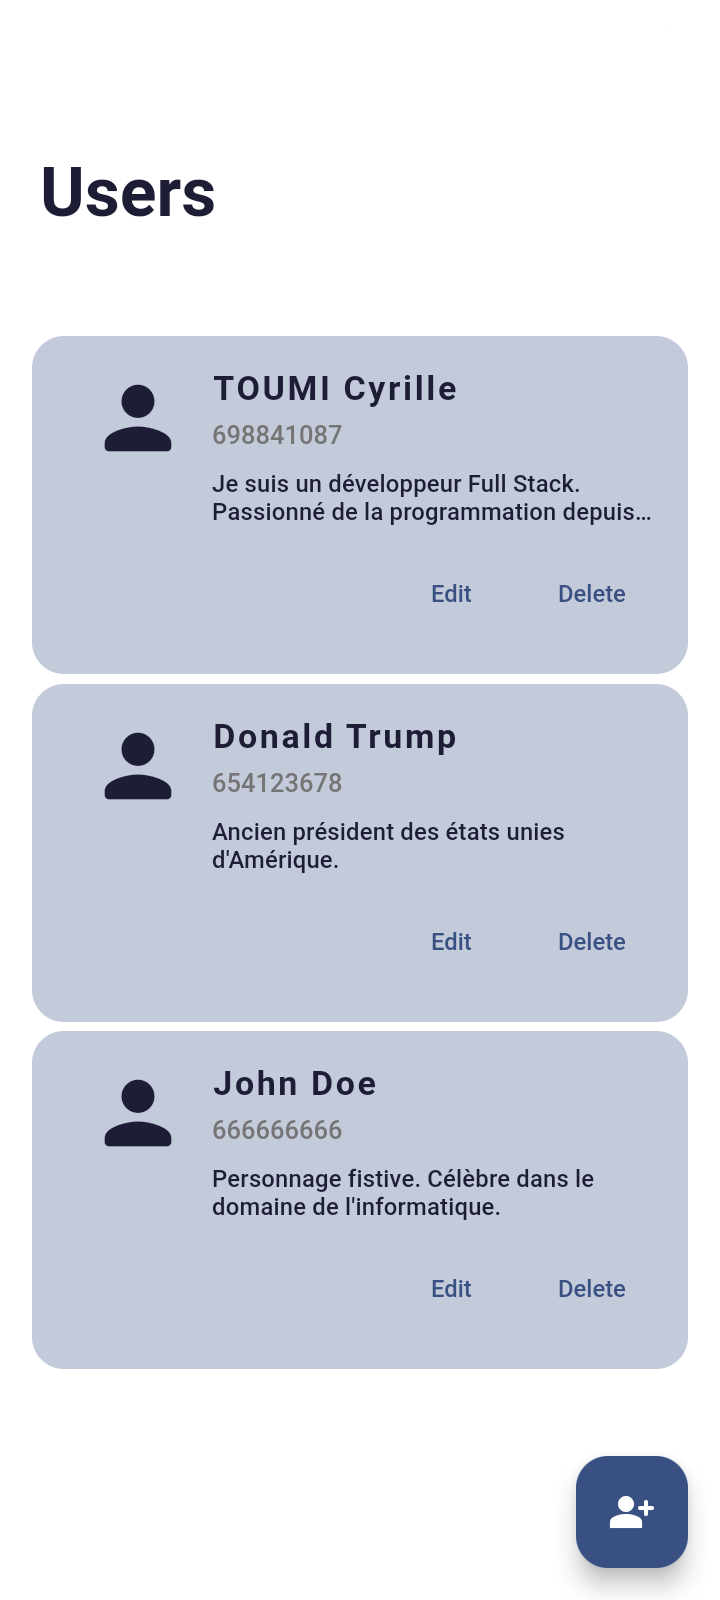 Users
TOUMI Cyrille
698841087
Je suis un développeur Full Stack.
Passionné de la programmation depuis…
Edit Delete
Donald Trump
654123678
Ancien président des états unies
d'Amérique.
Edit Delete
John Doe
666666666
Personnage fistive. Célèbre dans le
domaine de l'informatique.
Edit Delete